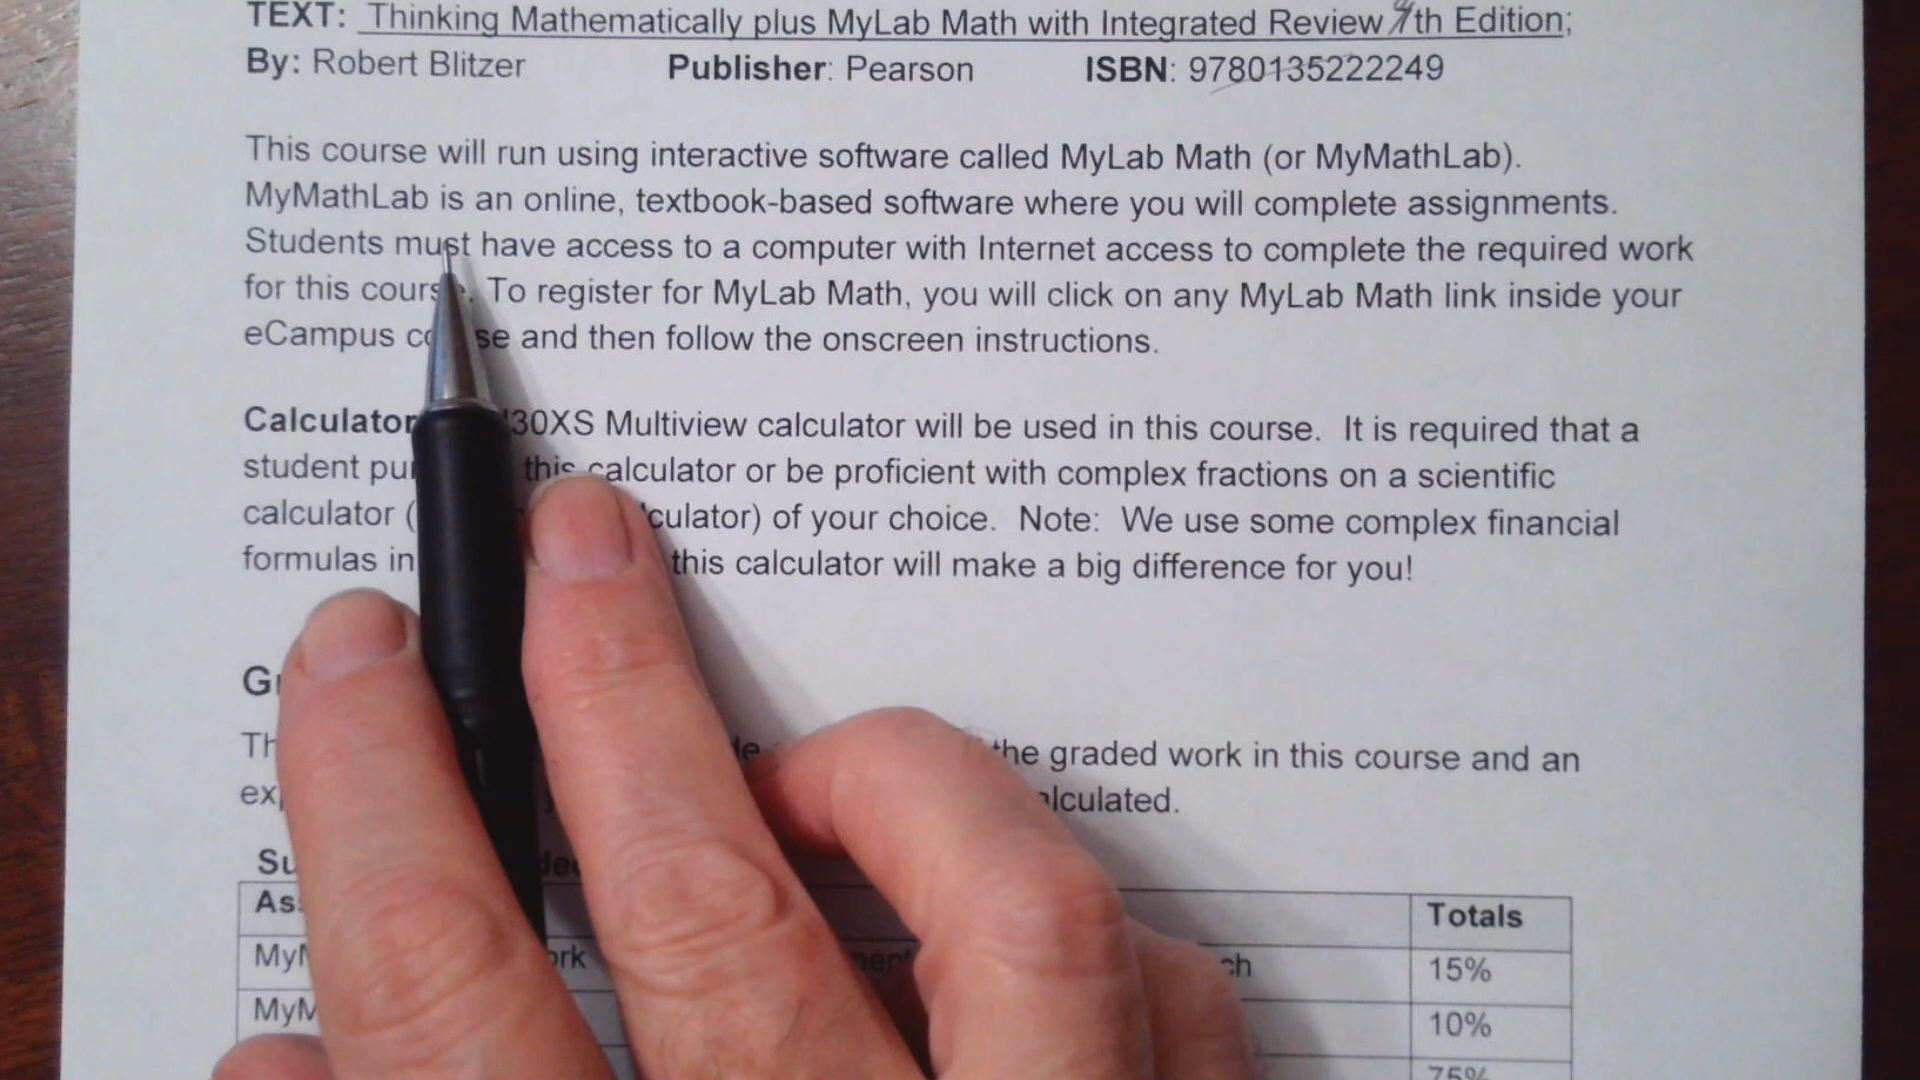 TEXT: Thinking Mathematically plus MyLab Math with Integrated Review 7th Edition;
By: Robert Blitzer Publisher: Pearson ISBN: 9780135222249
This course will run using interactive software called MyLab Math (or MyMathLab).
MyMathLab is an online, textbook-based software where you will complete assignments.
Students must have access to a computer with Internet access to complete the required work
for this course. To register for MyLab Math, you will click on any MyLab Math link inside your
eCampus and then follow the onscreen instructions.
Calculator 30XS Multiview calculator will be used in this course. It is required that a
student this calculator or be proficient with complex fractions on a scientific
calculator ( of your choice. Note: We use some complex financial
formulas in this calculator will make a big difference for you!
the graded work in this course and an
Totals
15%
10%
75%